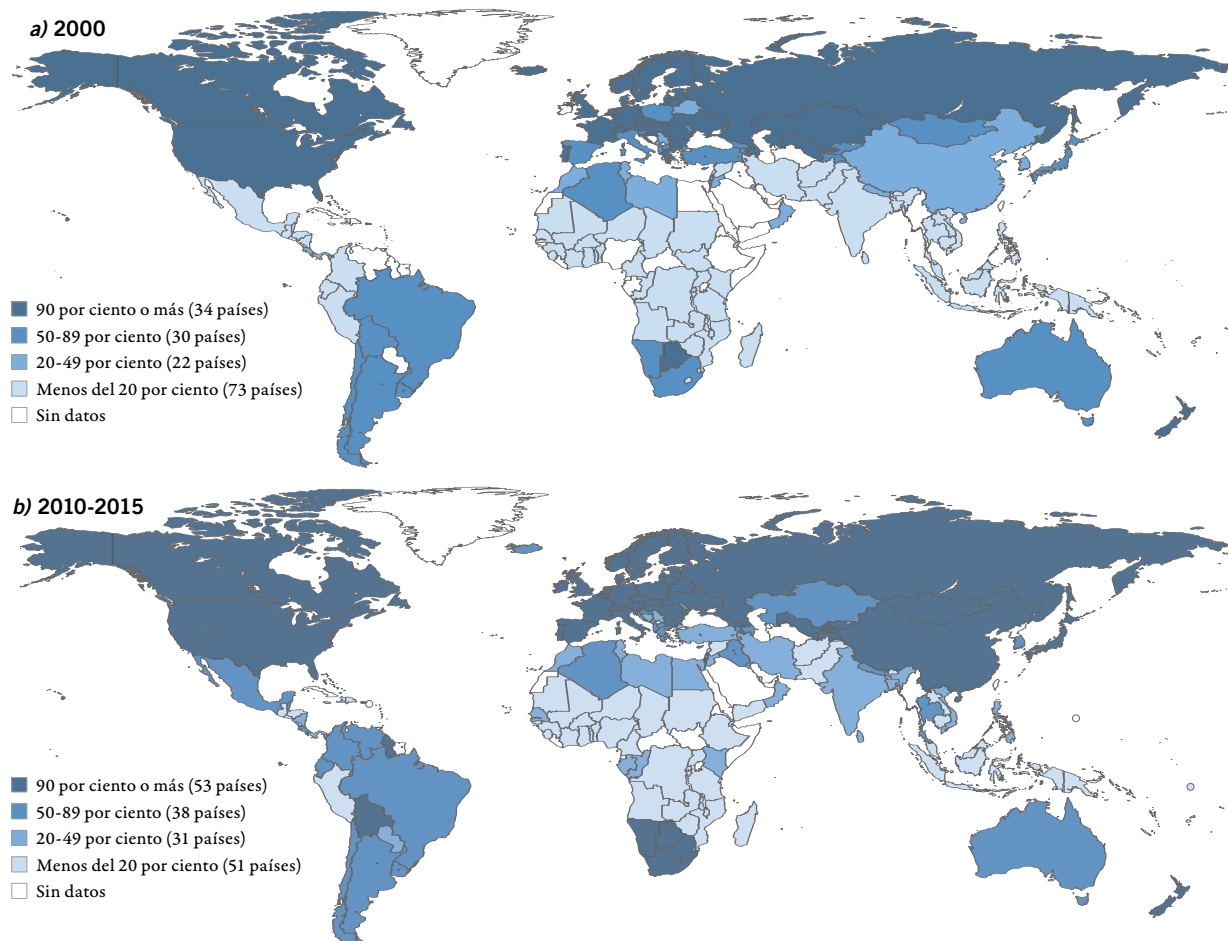 a) 2000
90 por ciento o más (34 países)
50-89 por ciento (30 países)
20-49 por ciento (22 países)
Menos del 20 por ciento (73 países)
Sin datos
b) 2010-2015
90 por ciento o más (53 países)
50-89 por ciento (38 países)
20-49 por ciento (31 países)
Menos del 20 por ciento (51 países)
Sin datos